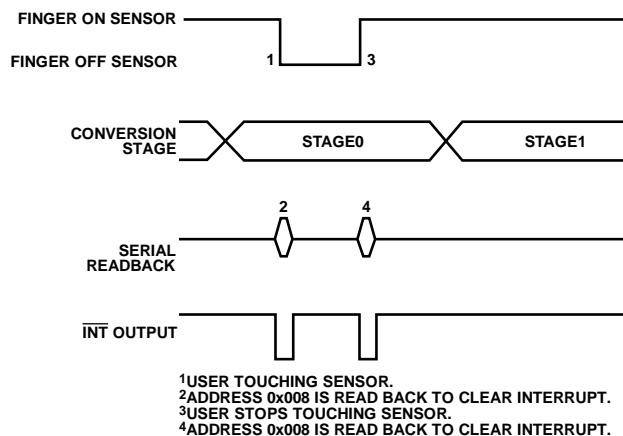 FINGER ON SENSOR
FINGER OFF SENSOR
1
3
CONVERSION
STAGE
STAGE0
STAGE1
2
4
SERIAL
READBACK
INT OUTPUT
1USER TOUCHING SENSOR.
2ADDRESS 0x008 IS READ BACK TO CLEAR INTERRUPT.
3USER STOPS TOUCHING SENSOR.
4ADDRESS 0x008 IS READ BACK TO CLEAR INTERRUPT.